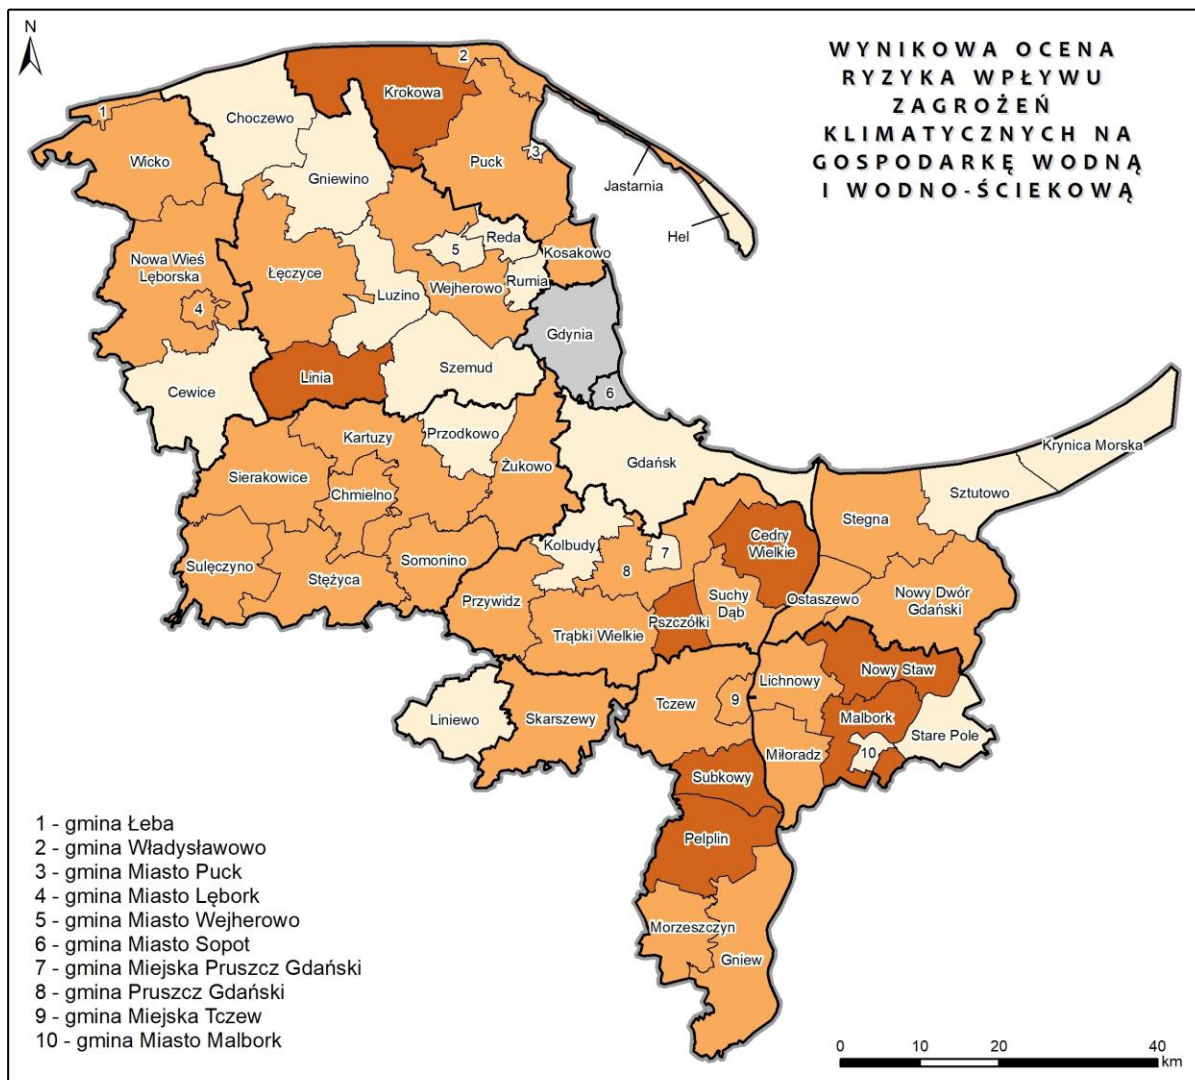 N
WYNIKOWA OCENA
RYZYKA WPŁYWU
ZAGROŻEŃ
KLIMATYCZNYCH NA
GOSPODARKĘ WODNĄ
I WODNO-ŚCIEKOWĄ
2
Krokowa
1
Choczewo
Wicko
Puck
3
Gniewino
Jastarnia
Hel
Reda
5
Kosakowo
Nowa Wieś
Lęborska
Łęczyce
Rumia
Luzino
Wejherowo
4
Gdynia
Szemud
Linia
Cewice
6
Kartuzy
Przodkowo
Krynica Morska
Gdańsk
Żukowo
Sierakowice
Chmielno
Sztutowo
Stegna
Cedry
Wielkie
Kolbudy
7
Somonino
Sulęczyno
8
Stężyca
Suchy
Dąb
Nowy Dwór
Gdański
Przywidz
Ostaszewo
Pszczółki
Trąbki Wielkie
Nowy Staw
Lichnowy
Tczew
9
Liniewo
Skarszewy
Malbork
Stare Pole
Miłoradz
10
Subkowy
Pelplin
Morzeszczyn
Gniew
1 - gmina Łeba
2 - gmina Władysławowo
3 - gmina Miasto Puck
4 - gmina Miasto Lębork
5 - gmina Miasto Wejherowo
6 - gmina Miasto Sopot
7 - gmina Miejska Pruszcz Gdański
8 - gmina Pruszcz Gdański
9 - gmina Miejska Tczew
10 - gmina Miasto Malbork
0 10 20 40
km